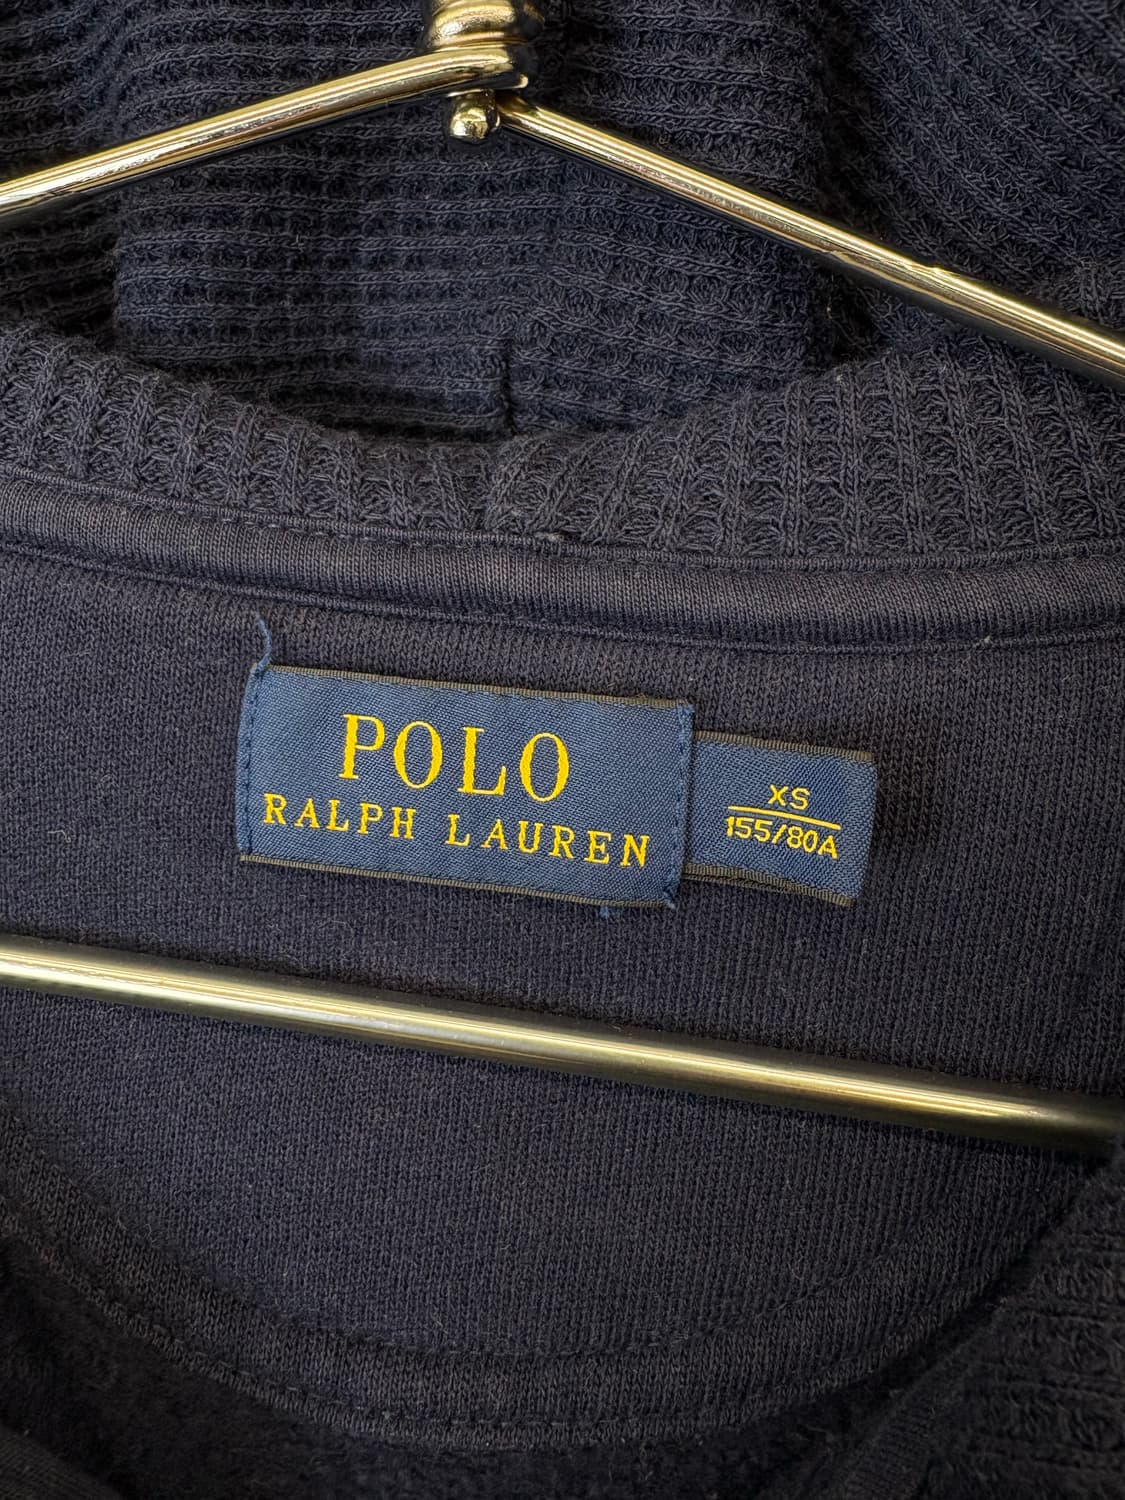 POLO
RALPH LAUREN
XS
155/80A